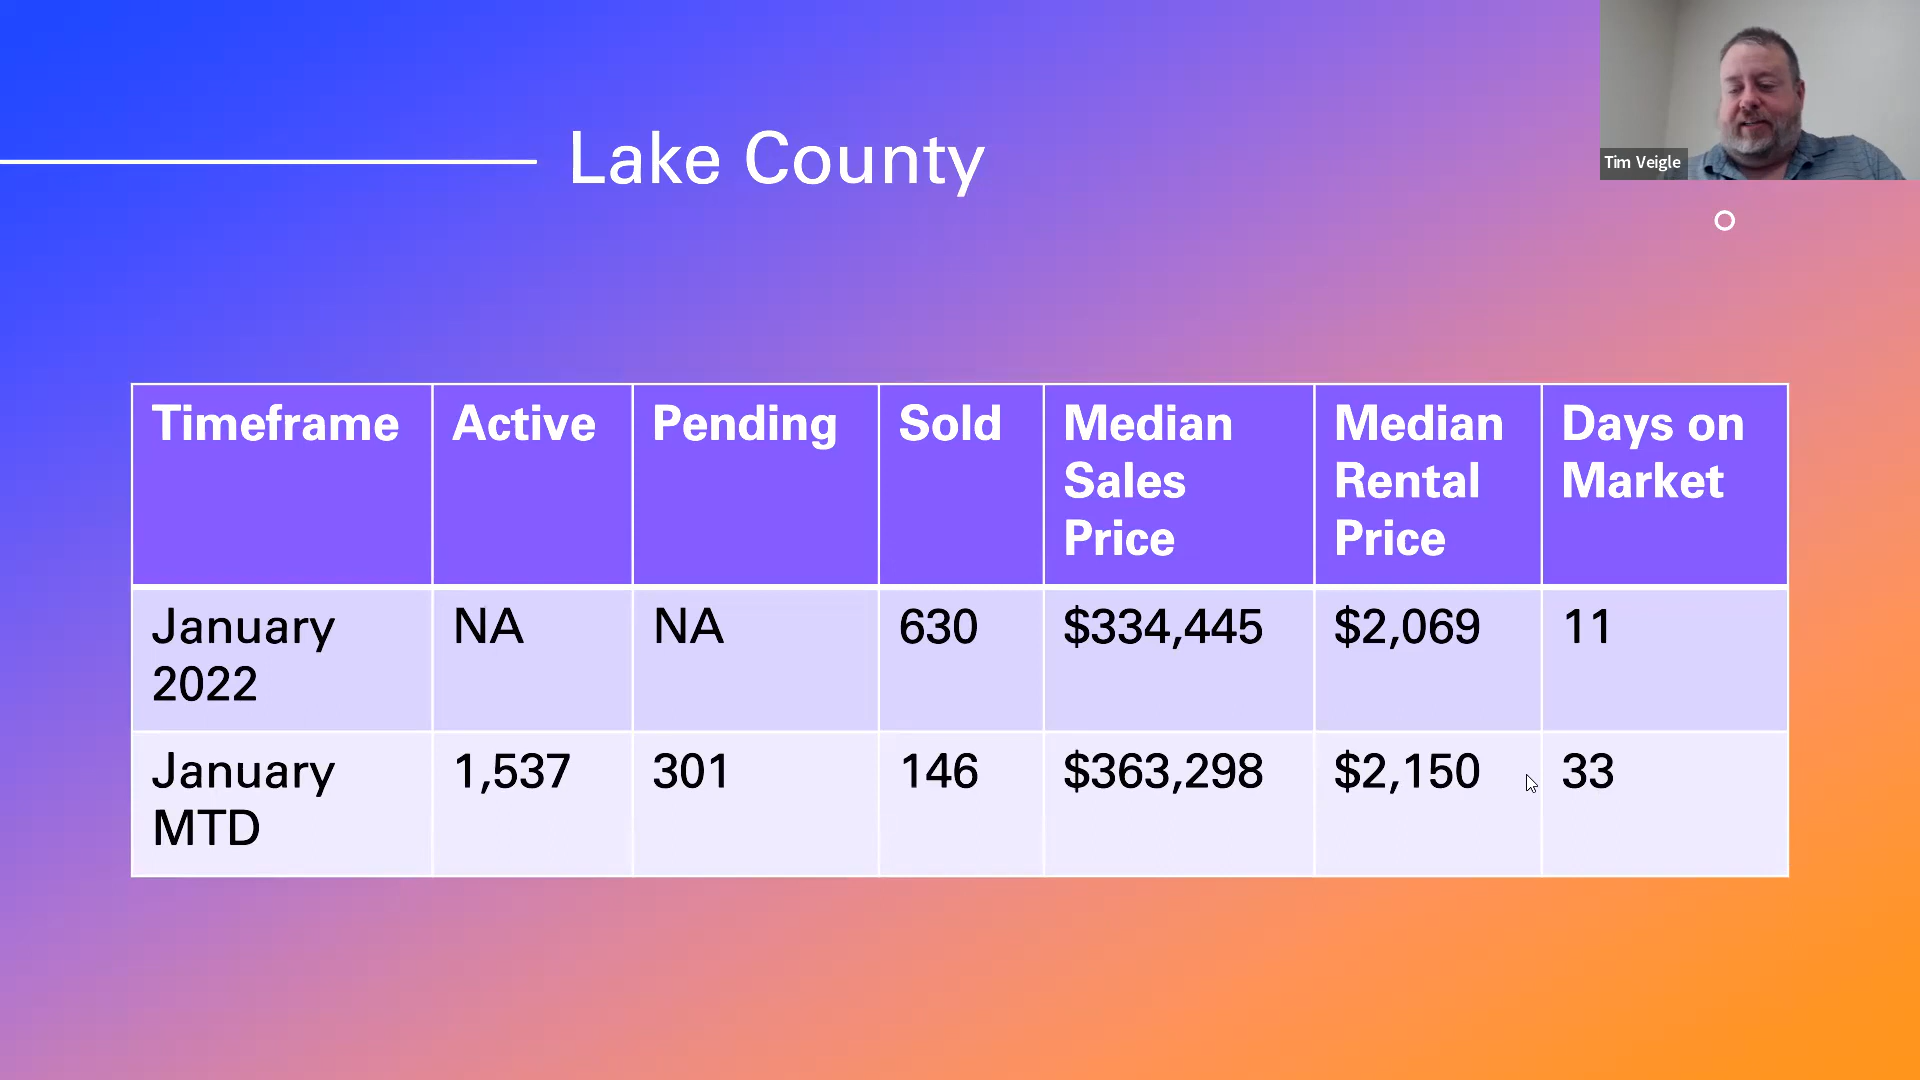 Lake County
Tim Veigle
Timeframe Active Pending Sold Median Sales Price Median Rental Price Days on Market
January 2022 NA NA 630 $334,445 $2,069 11
January MTD 1,537 301 146 $363,298 $2,150 33